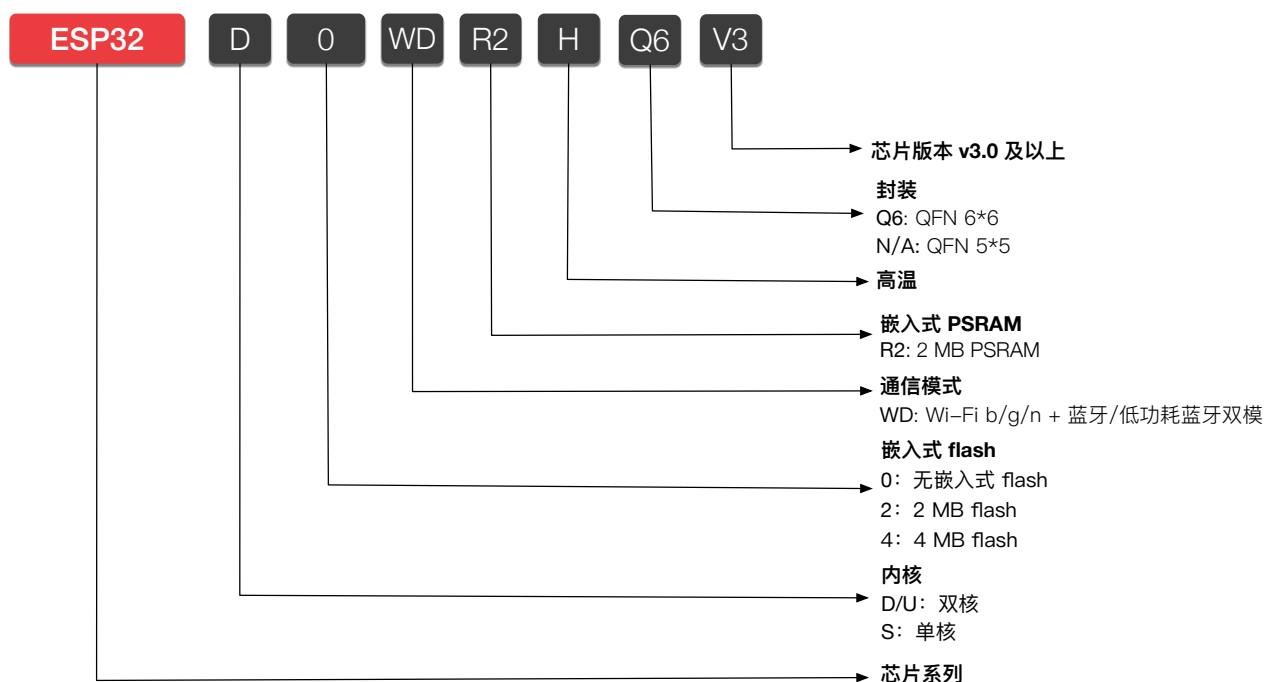 ESP32 D 0 WD R2 H Q6 V3
芯片版本 v3.0 及以上
封装
Q6: QFN 6*6
N/A: QFN 5*5
高温
嵌入式 PSRAM
R2: 2 MB PSRAM
通信模式
WD: Wi-Fi b/g/n + 蓝牙/低功耗蓝牙双模
嵌入式 flash
0：无嵌入式 flash
2：2 MB flash
4：4 MB flash
内核
D/U：双核
S：单核
芯片系列